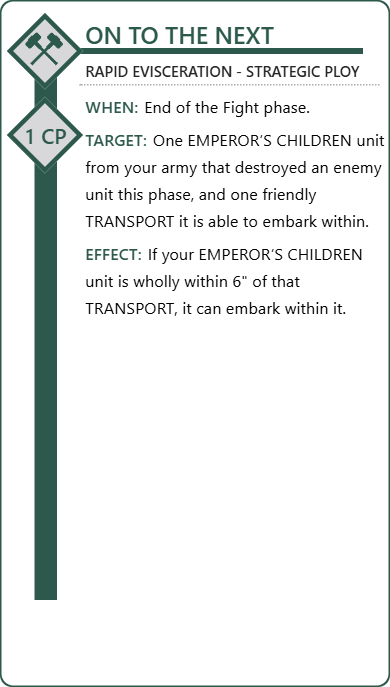 ON TO THE NEXT
RAPID EVISCERATION - STRATEGIC PLOY
WHEN: End of the Fight phase.
1 CP
TARGET: One EMPEROR’S CHILDREN unit
from your army that destroyed an enemy
unit this phase, and one friendly
TRANSPORT it is able to embark within.
EFFECT: If your EMPEROR’S CHILDREN
unit is wholly within 6" of that
TRANSPORT, it can embark within it.